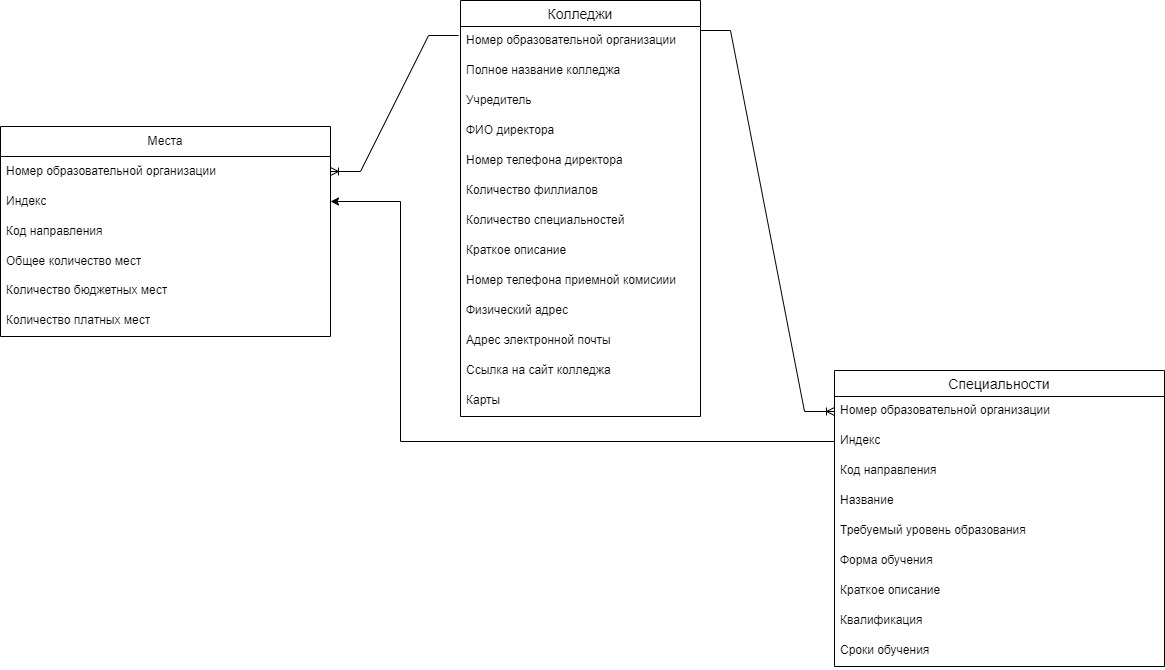 Колледжи
Номер образовательной организации
Полное название колледжа
Учредитель
ФИО директора
Номер телефона директора
Количество филлиалов
Количество специальностей
Краткое описание
Номер телефона приемной комисиии
Физический адрес
Адрес электронной почты
Ссылка на сайт колледжа
Карты
Места
Номер образовательной организации
Индекс
Код направления
Общее количество мест
Количество бюджетных мест
Количество платных мест
Специальности
Номер образовательной организации
Индекс
Код направления
Название
Требуемый уровень образования
Форма обучения
Краткое описание
Квалификация
Сроки обучения